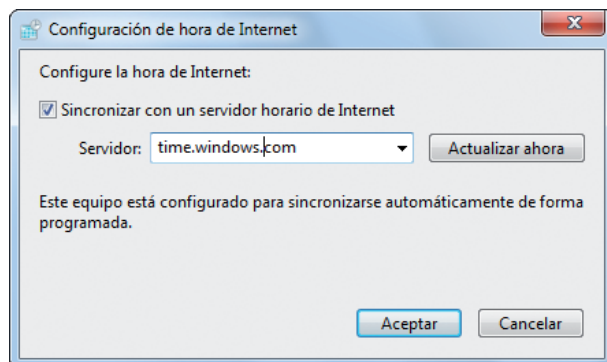 Configuración de hora de Internet
Configure la hora de Internet:
Sincronizar con un servidor horario de Internet
Servidor: time.windows.com Actualizar ahora
Este equipo está configurado para sincronizarse automáticamente de forma
programada.
Aceptar Cancelar